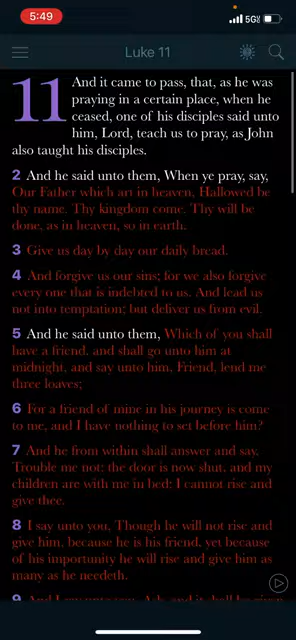 5:49
5G
Luke 11
11 And it came to pass, that, as he was
praying in a certain place, when he
ceased, one of his disciples said unto
him, Lord, teach us to pray, as John
also taught his disciples.
2 And he said unto them, When ye pray, say,
Our Father which art in heaven, Hallowed be
thy name. Thy kingdom come. Thy will be
done, as in heaven, so in earth.
3 Give us day by day our daily bread.
4 And forgive us our sins; for we also forgive
every one that is indebted to us. And lead us
not into temptation; but deliver us from evil.
5 And he said unto them, Which of you shall
have a friend, and shall go unto him at
midnight, and say unto him, Friend, lend me
three loaves;
6 For a friend of mine in his journey is come
to me, and I have nothing to set before him?
7 And he from within shall answer and say,
Trouble me not: the door is now shut, and my
children are with me in bed; I cannot rise and
give thee.
8 I say unto you, Though he will not rise and
give him, because he is his friend, yet because
of his importunity he will rise and give him as
many as he needeth.
9 And I say unto you, Ask, and it shall be given